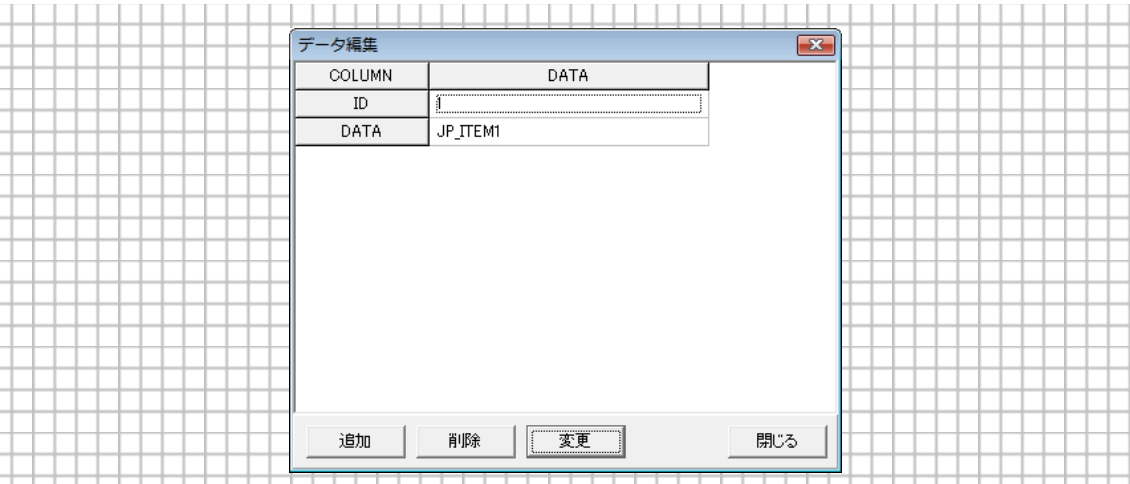 データ編集
COLUMN DATA
ID 1
DATA JP_ITEM1
追加 削除 変更 閉じる